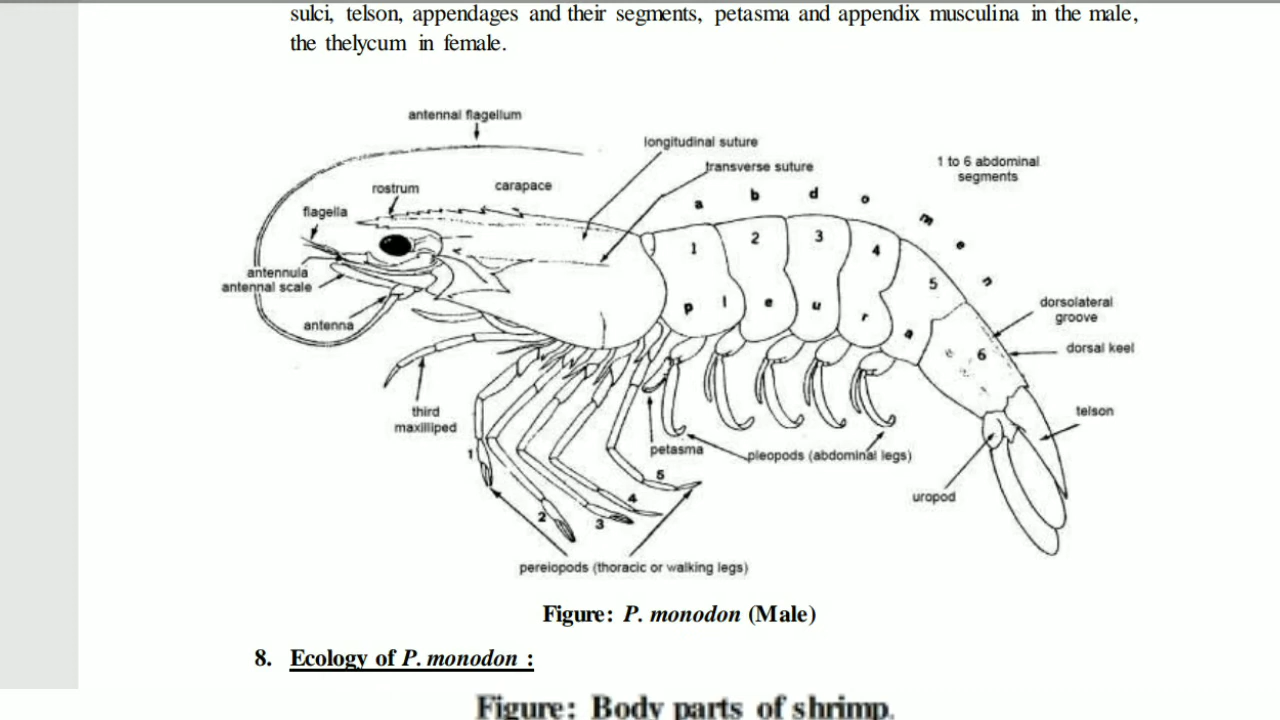 sulci, telson, appendages and their segments, petasma and appendix musculina in the male,
the thelycum in female.
antennal flagellum
longitudinal suture
transverse suture
1 to 6 abdominal
segments
rostrum
carapace
flagella
a b d o m e n
1 2 3 4 5 6
p l e u r a
antennula
antennal scale
antenna
dorsolateral
groove
dorsal keel
third
maxilliped
telson
petasma
pleopods (abdominal legs)
uropod
1 2 3 4 5
pereiopods (thoracic or walking legs)
Figure: P. monodon (Male)
8. Ecology of P. monodon :
Figure: Body parts of shrimp.